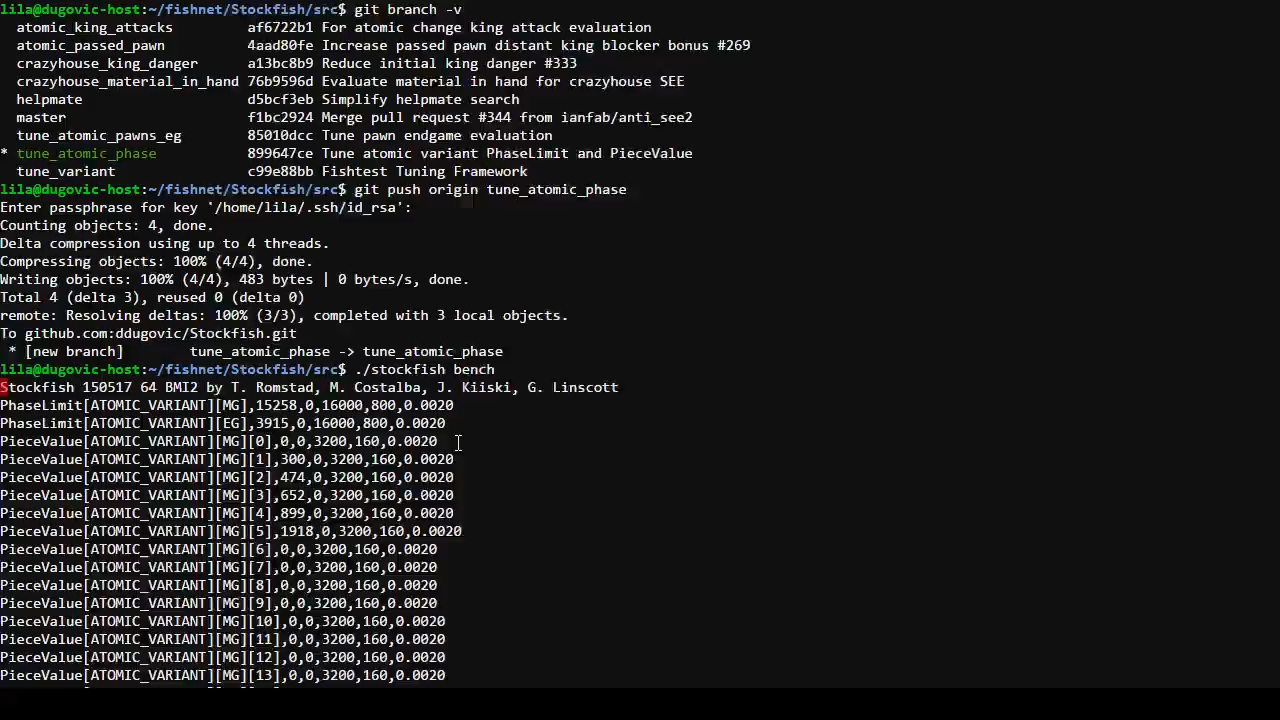 lila@dugovic-host:~/fishnet/Stockfish/src$ git branch -v
  atomic_king_attacks         af6722b1 For atomic change king attack evaluation
  atomic_passed_pawn          4aad80fe Increase passed pawn distant king blocker bonus #269
  crazyhouse_king_danger      a13bc8b9 Reduce initial king danger #333
  crazyhouse_material_in_hand 76b9596d Evaluate material in hand for crazyhouse SEE
  helpmate                    d5bcf3eb Simplify helpmate search
  master                      f1bc2924 Merge pull request #344 from ianfab/anti_see2
  tune_atomic_pawns_eg        85010dcc Tune pawn endgame evaluation
* tune_atomic_phase           899647ce Tune atomic variant PhaseLimit and PieceValue
  tune_variant                c99e88bb Fishtest Tuning Framework
lila@dugovic-host:~/fishnet/Stockfish/src$ git push origin tune_atomic_phase
Enter passphrase for key '/home/lila/.ssh/id_rsa':
Counting objects: 4, done.
Delta compression using up to 4 threads.
Compressing objects: 100% (4/4), done.
Writing objects: 100% (4/4), 483 bytes | 0 bytes/s, done.
Total 4 (delta 3), reused 0 (delta 0)
remote: Resolving deltas: 100% (3/3), completed with 3 local objects.
To github.com:ddugovic/Stockfish.git
 * [new branch]        tune_atomic_phase -> tune_atomic_phase
lila@dugovic-host:~/fishnet/Stockfish/src$ ./stockfish bench
Stockfish 150517 64 BMI2 by T. Romstad, M. Costalba, J. Kiiski, G. Linscott
PhaseLimit[ATOMIC_VARIANT][MG],15258,0,16000,800,0.0020
PhaseLimit[ATOMIC_VARIANT][EG],3915,0,16000,800,0.0020
PieceValue[ATOMIC_VARIANT][MG][0],0,0,3200,160,0.0020
PieceValue[ATOMIC_VARIANT][MG][1],300,0,3200,160,0.0020
PieceValue[ATOMIC_VARIANT][MG][2],474,0,3200,160,0.0020
PieceValue[ATOMIC_VARIANT][MG][3],652,0,3200,160,0.0020
PieceValue[ATOMIC_VARIANT][MG][4],899,0,3200,160,0.0020
PieceValue[ATOMIC_VARIANT][MG][5],1918,0,3200,160,0.0020
PieceValue[ATOMIC_VARIANT][MG][6],0,0,3200,160,0.0020
PieceValue[ATOMIC_VARIANT][MG][7],0,0,3200,160,0.0020
PieceValue[ATOMIC_VARIANT][MG][8],0,0,3200,160,0.0020
PieceValue[ATOMIC_VARIANT][MG][9],0,0,3200,160,0.0020
PieceValue[ATOMIC_VARIANT][MG][10],0,0,3200,160,0.0020
PieceValue[ATOMIC_VARIANT][MG][11],0,0,3200,160,0.0020
PieceValue[ATOMIC_VARIANT][MG][12],0,0,3200,160,0.0020
PieceValue[ATOMIC_VARIANT][MG][13],0,0,3200,160,0.0020